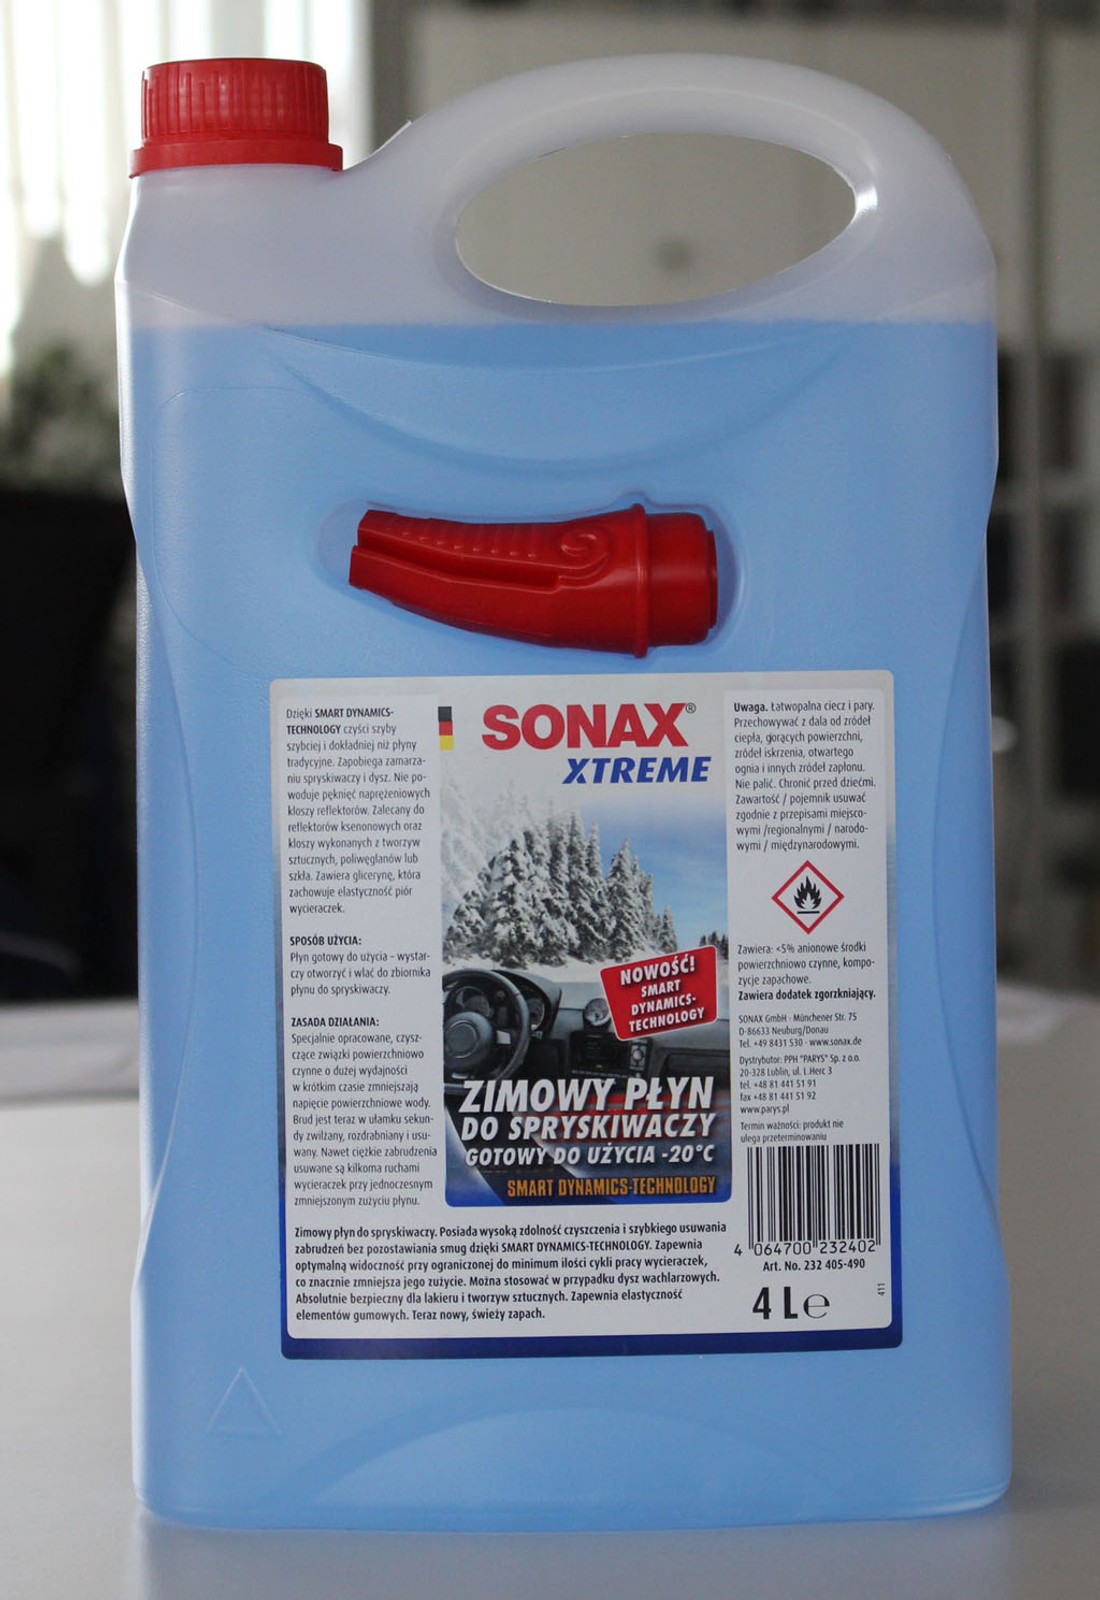 Dzięki SMART DYNAMICS-
TECHNOLOGY czyści szyby
szybciej i dokładniej niż płyny
tradycyjne. Zapobiega zamarza-
niu spryskiwaczy i dysz. Nie po-
woduje pęknięć naprężeniowych
kloszy reflektorów. Zalecany do
reflektorów ksenonowych oraz
kloszy wykonanych z tworzyw
sztucznych, poliwęglanów lub
szkła. Zawiera glicerynę, która
zachowuje elastyczność piór
wycieraczek.
SPOSÓB UŻYCIA:
Płyn gotowy do użycia – wystar-
czy otworzyć i wlać do zbiornika
płynu do spryskiwaczy.
ZASADA DZIAŁANIA:
Specjalnie opracowane, czysz-
czące związki powierzchniowo
czynne o dużej wydajności
w krótkim czasie zmniejszają
napięcie powierzchniowe wody.
Brud jest teraz w ułamku sekun-
dy zwilżany, rozdrabniany i usu-
wany. Nawet ciężkie zabrudzenia
usuwane są kilkoma ruchami
wycieraczek przy jednoczesnym
zmniejszonym zużyciu płynu.
SONAX®
XTREME
NOWOŚĆ!
SMART
DYNAMICS-
TECHNOLOGY
ZIMOWY PŁYN
DO SPRYSKIWACZY
GOTOWY DO UŻYCIA -20°C
SMART DYNAMICS-TECHNOLOGY
Uwaga. Łatwopalna ciecz i pary.
Przechowywać z dala od źródeł
ciepła, gorących powierzchni,
źródeł iskrzenia, otwartego
ognia i innych źródeł zapłonu.
Nie palić. Chronić przed dziećmi.
Zawartość / pojemnik usuwać
zgodnie z przepisami miejsco-
wymi /regionalnymi / narodo-
wymi / międzynarodowymi.
Zawiera: <5% anionowe środki
powierzchniowo czynne, kompo-
zycje zapachowe.
Zawiera dodatek zgorzkniający.
SONAX GmbH · Münchener Str. 75
D-86633 Neuburg/Donau
Tel. +49 8431 530 · www.sonax.de
Dystrybutor: PPH "PARYS" Sp. z o.o.
20-328 Lublin, ul. L.Herc 3
tel. +48 81 441 51 91
fax +48 81 441 51 92
www.parys.pl
Termin ważności: produkt nie
ulega przeterminowaniu
4 064700 232402
Art. No. 232 405-490
4 L e
411
Zimowy płyn do spryskiwaczy. Posiada wysoką zdolność czyszczenia i szybkiego usuwania
zabrudzeń bez pozostawiania smug dzięki SMART DYNAMICS-TECHNOLOGY. Zapewnia
optymalną widoczność przy ograniczonej do minimum ilości cykli pracy wycieraczek,
co znacznie zmniejsza jego zużycie. Można stosować w przypadku dysz wachlarzowych.
Absolutnie bezpieczny dla lakieru i tworzyw sztucznych. Zapewnia elastyczność
elementów gumowych. Teraz nowy, świeży zapach.